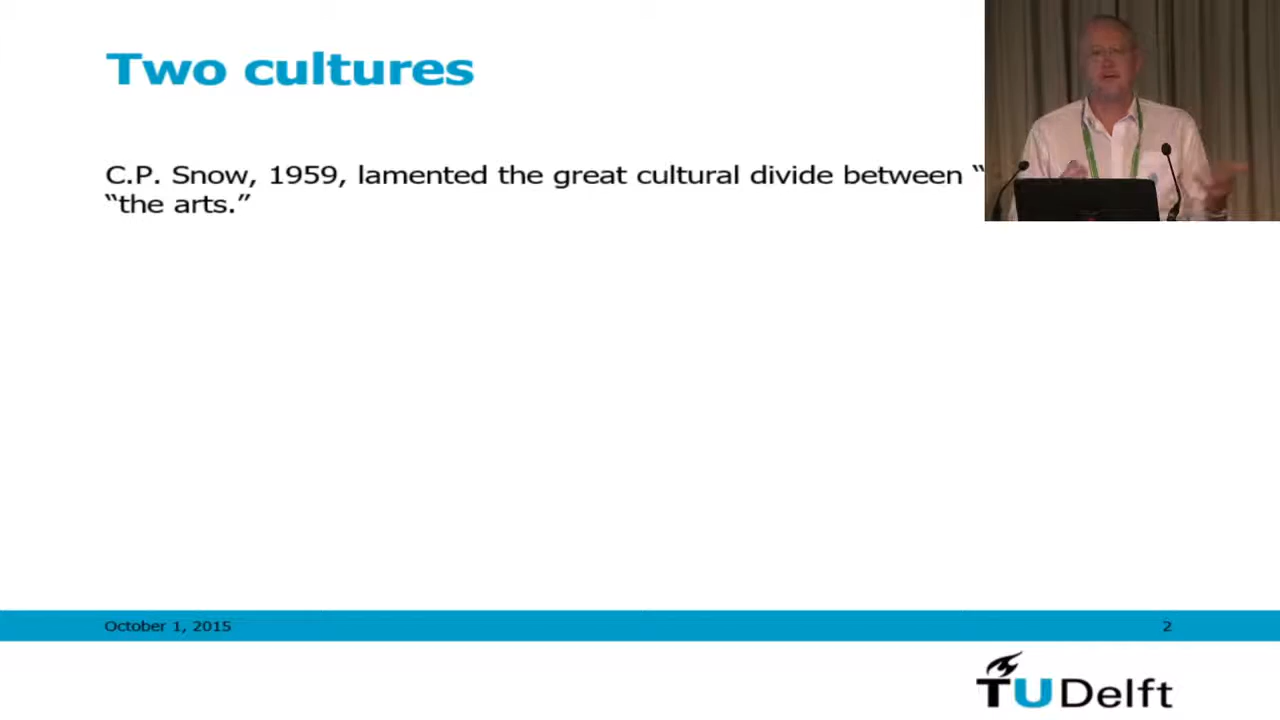 Two cultures
C.P. Snow, 1959, lamented the great cultural divide between “
“the arts.”
October 1, 2015
2
TU Delft